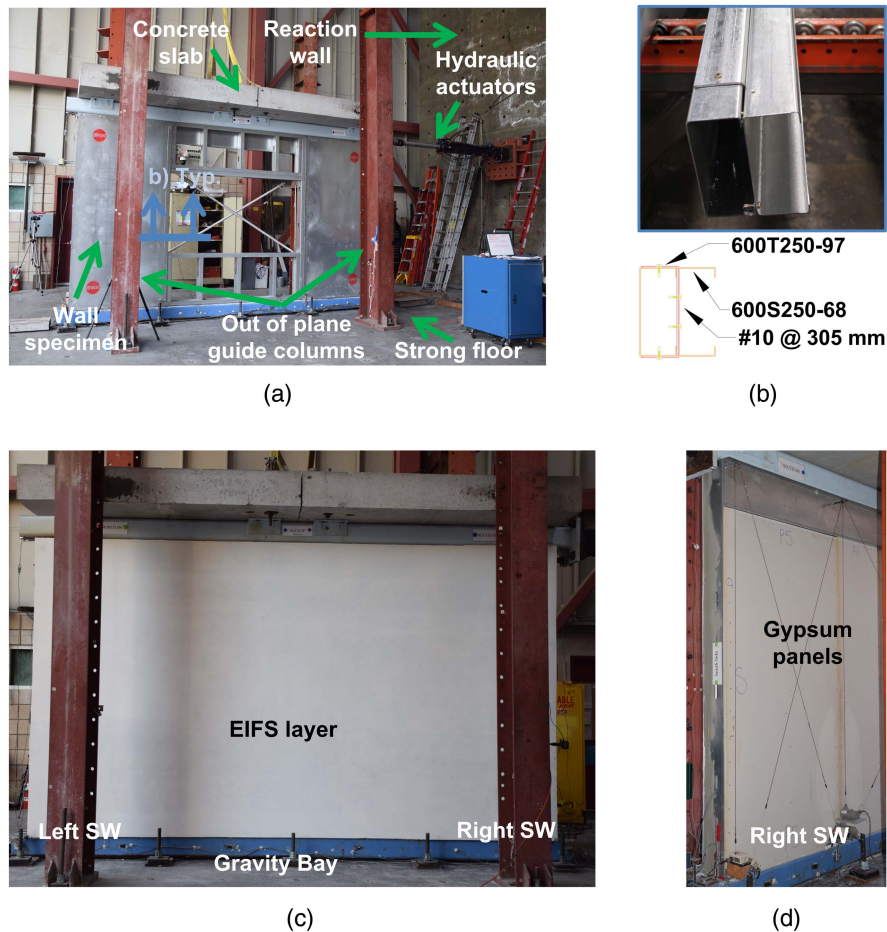 Concrete
slab
Reaction
wall
Hydraulic
actuators
b) Typ.
Wall
specimen
Out of plane
guide columns
Strong floor
(a)
600T250-97
600S250-68
#10 @ 305 mm
(b)
EIFS layer
Left SW
Right SW
Gravity Bay
(c)
P5
Gypsum
panels
S
Right SW
(d)